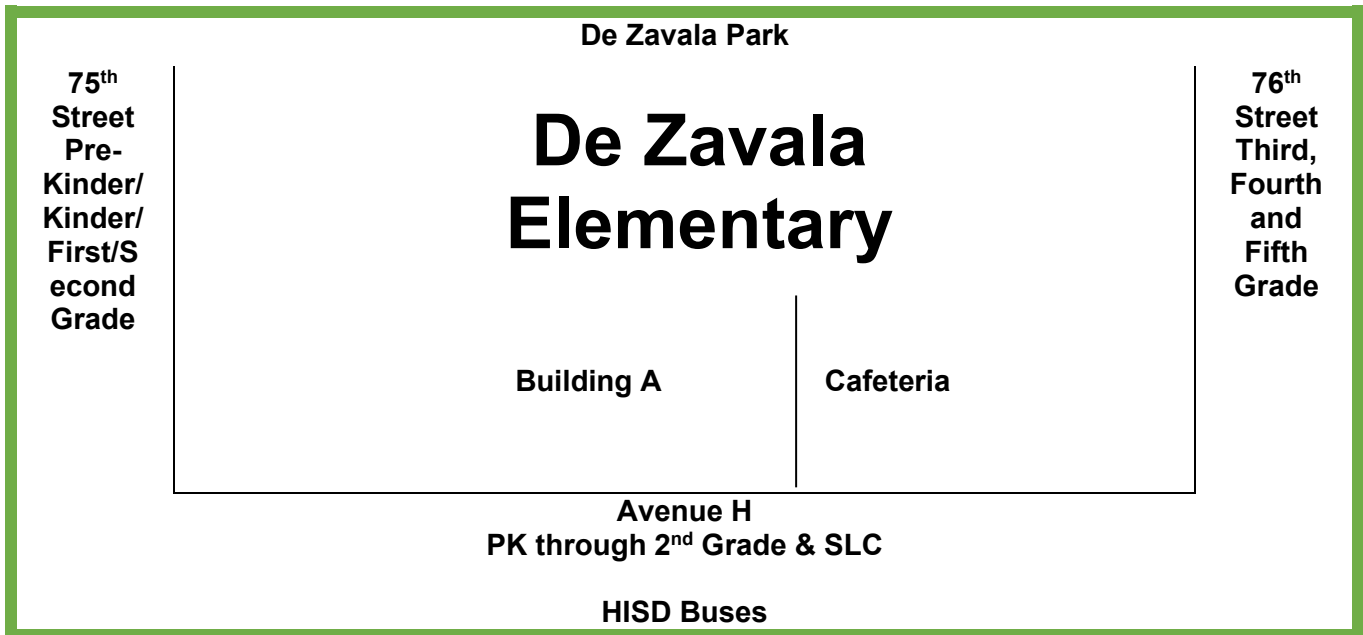 De Zavala Park
75th
Street
Pre-
Kinder/
Kinder/
First/S
econd
Grade
De Zavala
Elementary
76th
Street
Third,
Fourth
and
Fifth
Grade
Building A
Cafeteria
Avenue H
PK through 2nd Grade & SLC
HISD Buses